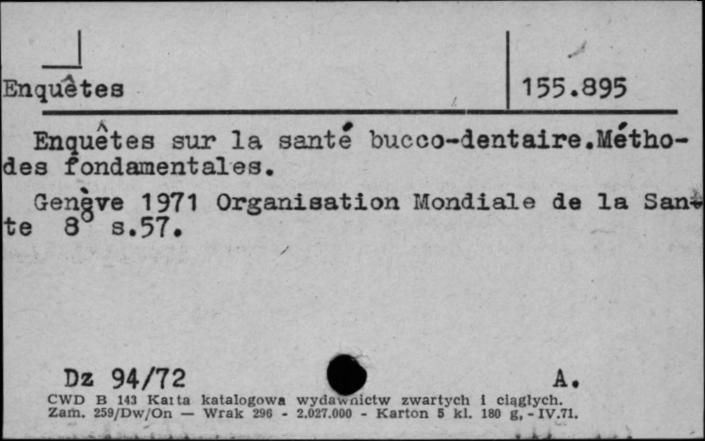 Enquêtes 155.895
Enquêtes sur la santé bucco-dentaire.Métho-
des fondamentales.
Genève 1971 Organisation Mondiale de la San-
te 8° s.57.
Dz 94/72 A.
CWD B 143 Karta katalogowa wydawnictw zwartych i ciągłych.
Zam. 259/Dw/On — Wrak 296 - 2.027.000 - Karton 5 kl. 180 g, - IV.71.